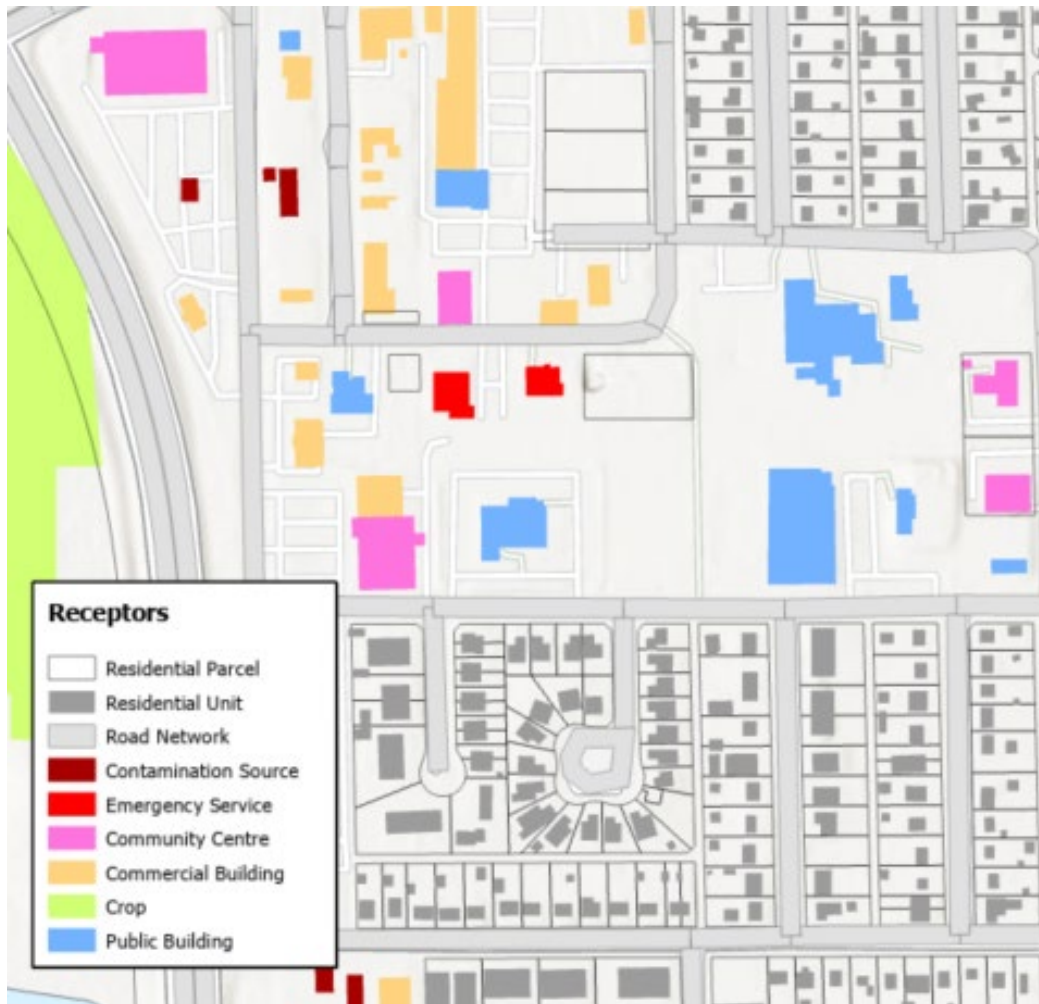 Receptors
Residential Parcel
Residential Unit
Road Network
Contamination Source
Emergency Service
Community Centre
Commercial Building
Crop
Public Building